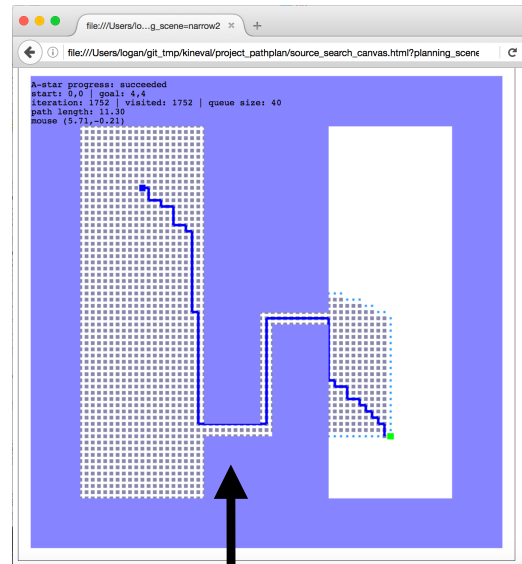 file:///Users/lo...g_scene=narrow2
file:///Users/logan/git_tmp/kineval/project_pathplan/source_search_canvas.html?planning_scene
A-star progress: succeeded
start: 0,0 | goal: 4,4
iteration: 1752 | visited: 1752 | queue size: 40
path length: 11.30
mouse (5.71,-0.21)